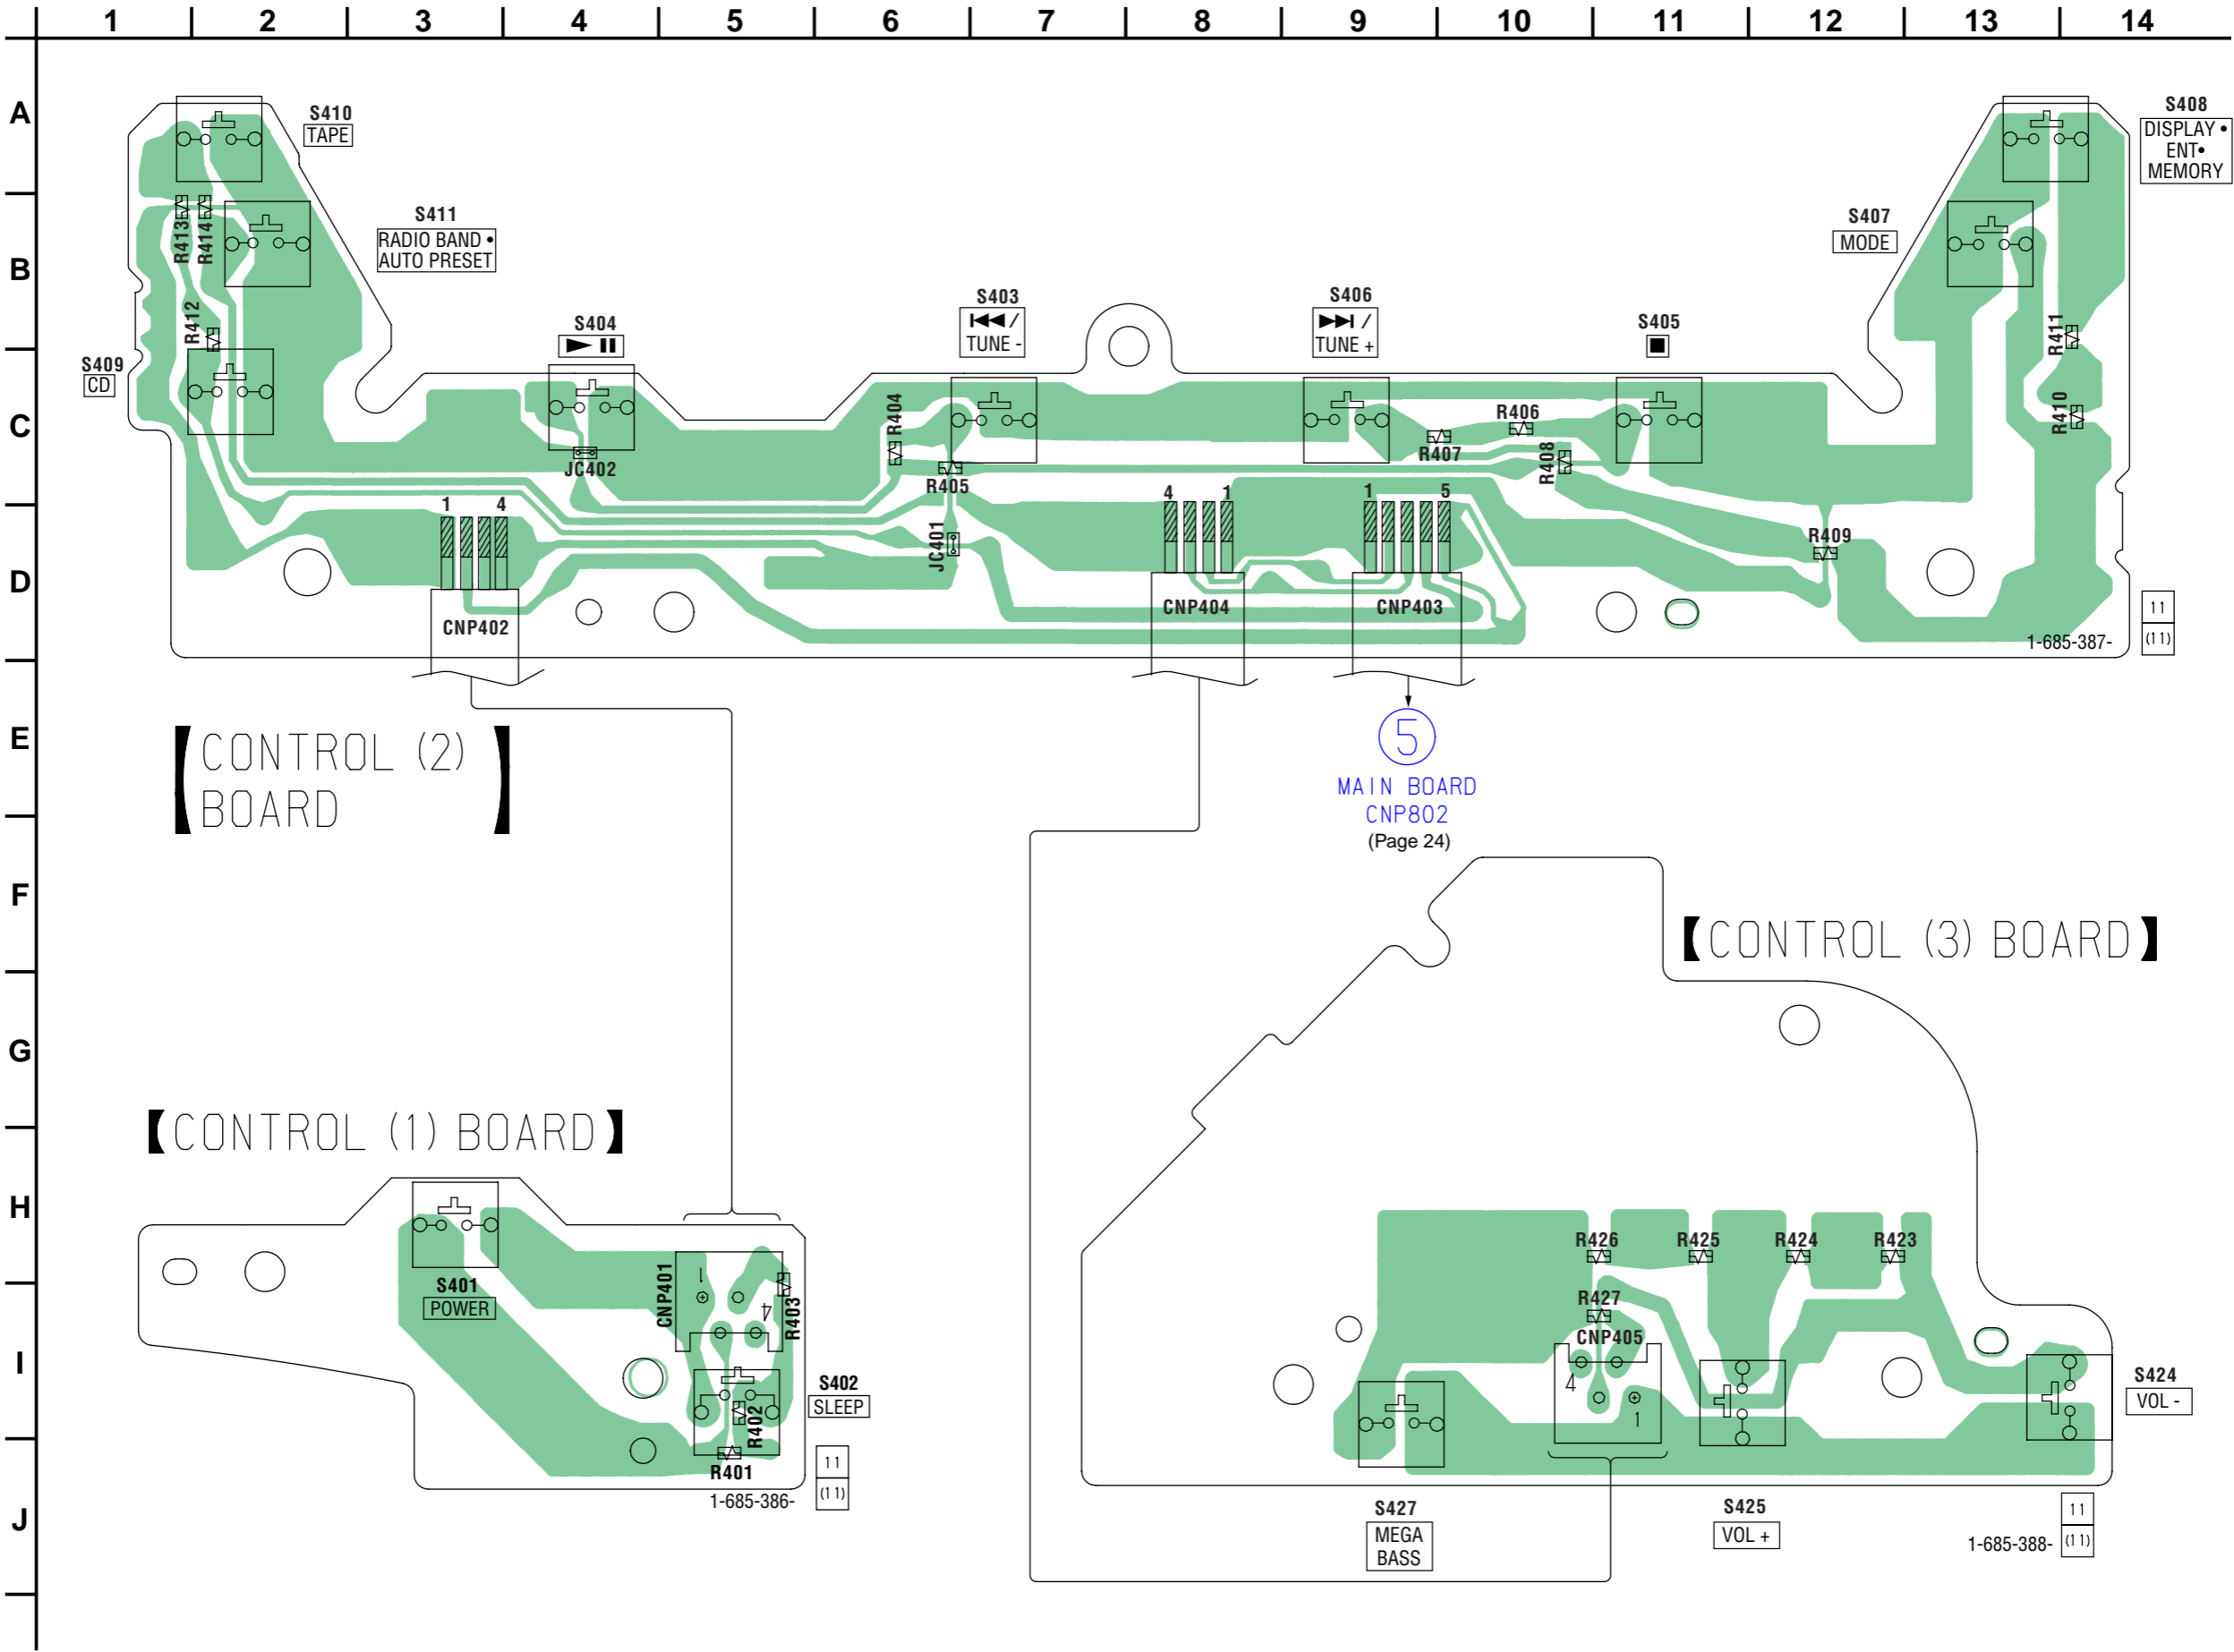 1 2 3 4 5 6 7 8 9 10 11 12 13 14
A
S410
TAPE
S408
DISPLAY •
ENT•
MEMORY
R413
R414
S411
RADIO BAND •
AUTO PRESET
S407
MODE
B
R412
S404
S403
/
TUNE -
S406
/
TUNE +
S405
R411
S409
CD
C
R404
R406
R410
JC402
R405
R407
R408
1 4
4 1
1 5
JC401
R409
D
CNP402
CNP404
CNP403
1-685-387-
11
(11)
E
CONTROL (2)
BOARD
5
MAIN BOARD
CNP802
(Page 24)
F
【CONTROL (3) BOARD】
G
【CONTROL (1) BOARD】
H
R426
R425
R424
R423
S401
POWER
CNP401
1
4
R403
R427
CNP405
I
4
1
S402
SLEEP
R402
S424
VOL -
R401
1-685-386-
11
(11)
J
S427
MEGA
BASS
S425
VOL +
1-685-388-
11
(11)